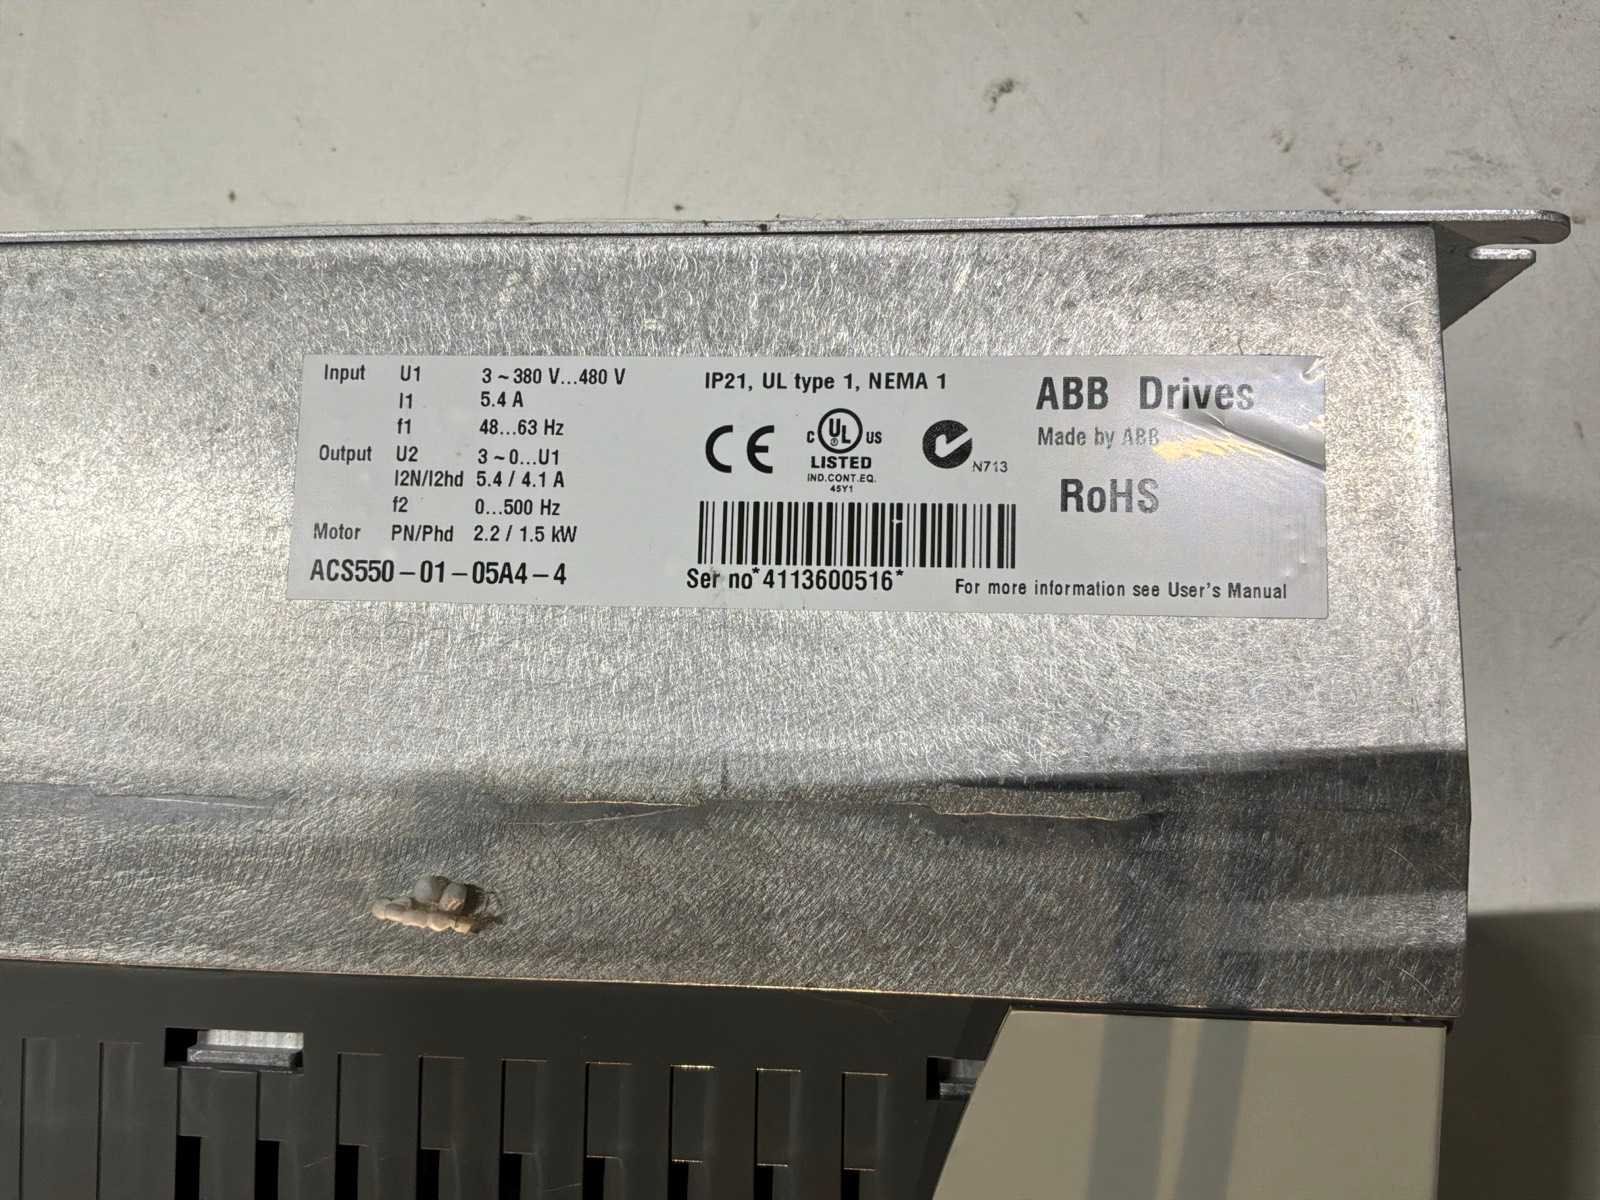 Input U1 3 ~ 380 V...480 V
I1 5.4 A
f1 48...63 Hz
Output U2 3 ~ 0...U1
I2N/I2hd 5.4 / 4.1 A
f2 0...500 Hz
Motor PN/Phd 2.2 / 1.5 kW
ACS550-01-05A4-4
IP21, UL type 1, NEMA 1
CE
C UL US
®
LISTED
IND.CONT.EQ.
45Y1
N713
Ser no*4113600516*
ABB Drives
Made by ABB
RoHS
For more information see User's Manual